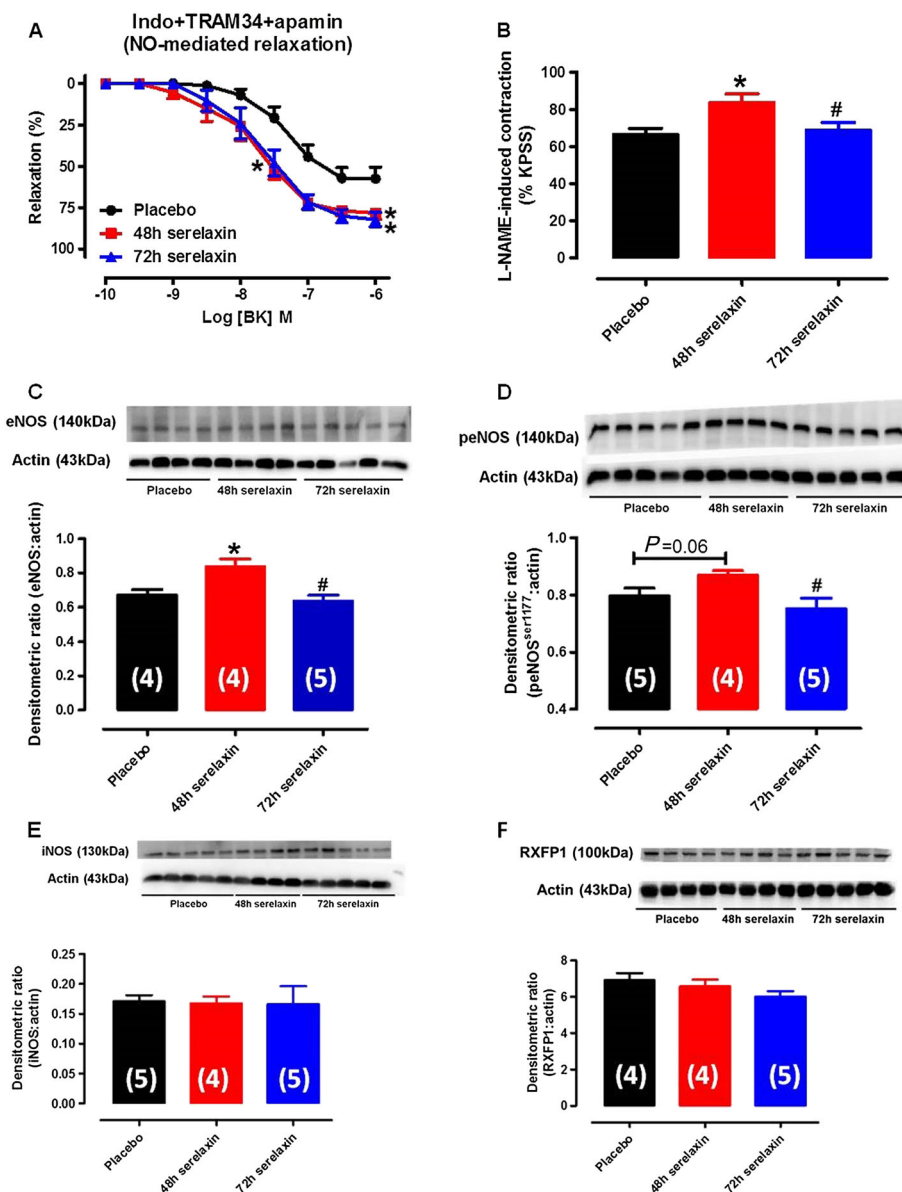 A
Indo+TRAM34+apamin
(NO-mediated relaxation)
Relaxation (%)
0
25
50
75
100
*
*
*
Placebo
48h serelaxin
72h serelaxin
-10
-9
-8
-7
-6
Log [BK] M
B
L-NAME-induced contraction
(% KPSS)
100
80
60
40
20
0
*
#
Placebo
48h serelaxin
72h serelaxin
C
eNOS (140kDa)
Actin (43kDa)
Placebo 48h serelaxin 72h serelaxin
Densitometric ratio (eNOS:actin)
1.0
0.8
0.6
0.4
0.2
0.0
*
#
(4) (4) (5)
Placebo
48h serelaxin
72h serelaxin
D
peNOS (140kDa)
Actin (43kDa)
Placebo 48h serelaxin 72h serelaxin
Densitometric ratio
(peNOSser1177:actin)
1.0
0.8
0.6
0.4
P=0.06
#
(5) (4) (5)
Placebo
48h serelaxin
72h serelaxin
E
iNOS (130kDa)
Actin (43kDa)
Placebo 48h serelaxin 72h serelaxin
Densitometric ratio
(iNOS:actin)
0.25
0.20
0.15
0.10
0.05
0.00
(5) (4) (5)
Placebo
48h serelaxin
72h serelaxin
F
RXFP1 (100kDa)
Actin (43kDa)
Placebo 48h serelaxin 72h serelaxin
Densitometric ratio
(RXFP1:actin)
8
6
4
2
0
(4) (4) (5)
Placebo
48h serelaxin
72h serelaxin